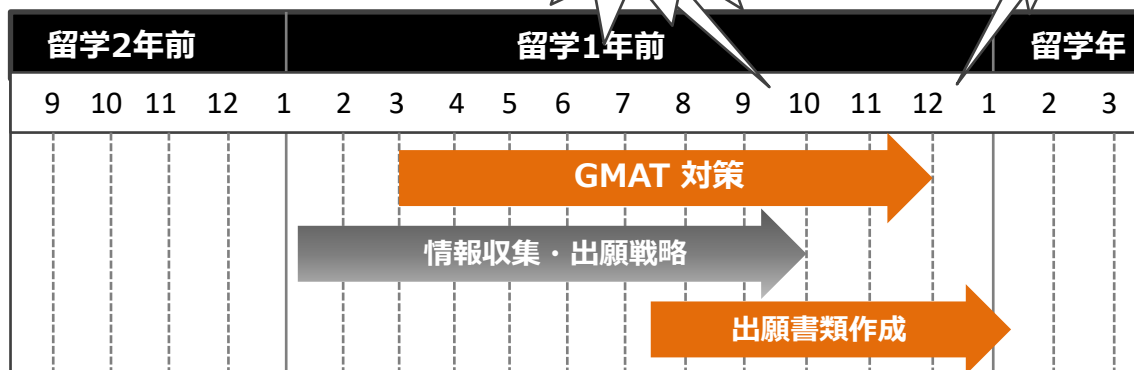 留学2年前 留学1年前 留学年
9 10 11 12 1 2 3 4 5 6 7 8 9 10 11 12 1 2 3
GMAT 対策
情報収集・出願戦略
出願書類作成